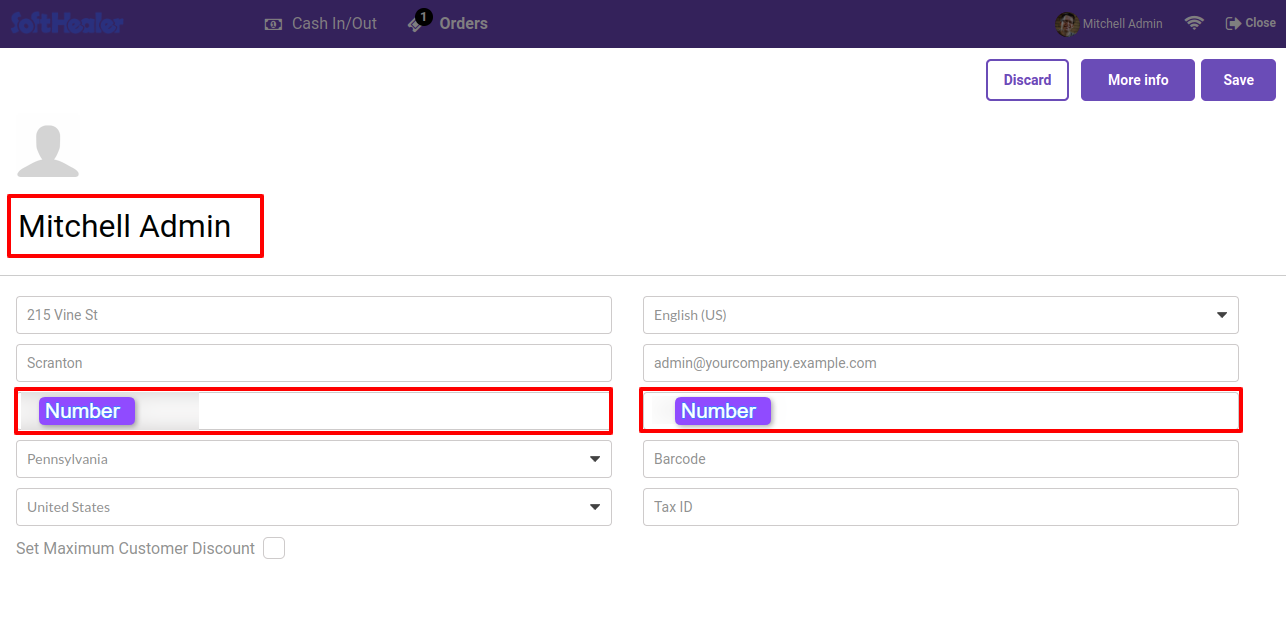 SoftHealer Cash In/Out 1 Orders Mitchell Admin Close
Discard More info Save
Mitchell Admin
215 Vine St English (US)
Scranton admin@yourcompany.example.com
Number Number
Pennsylvania Barcode
United States Tax ID
Set Maximum Customer Discount